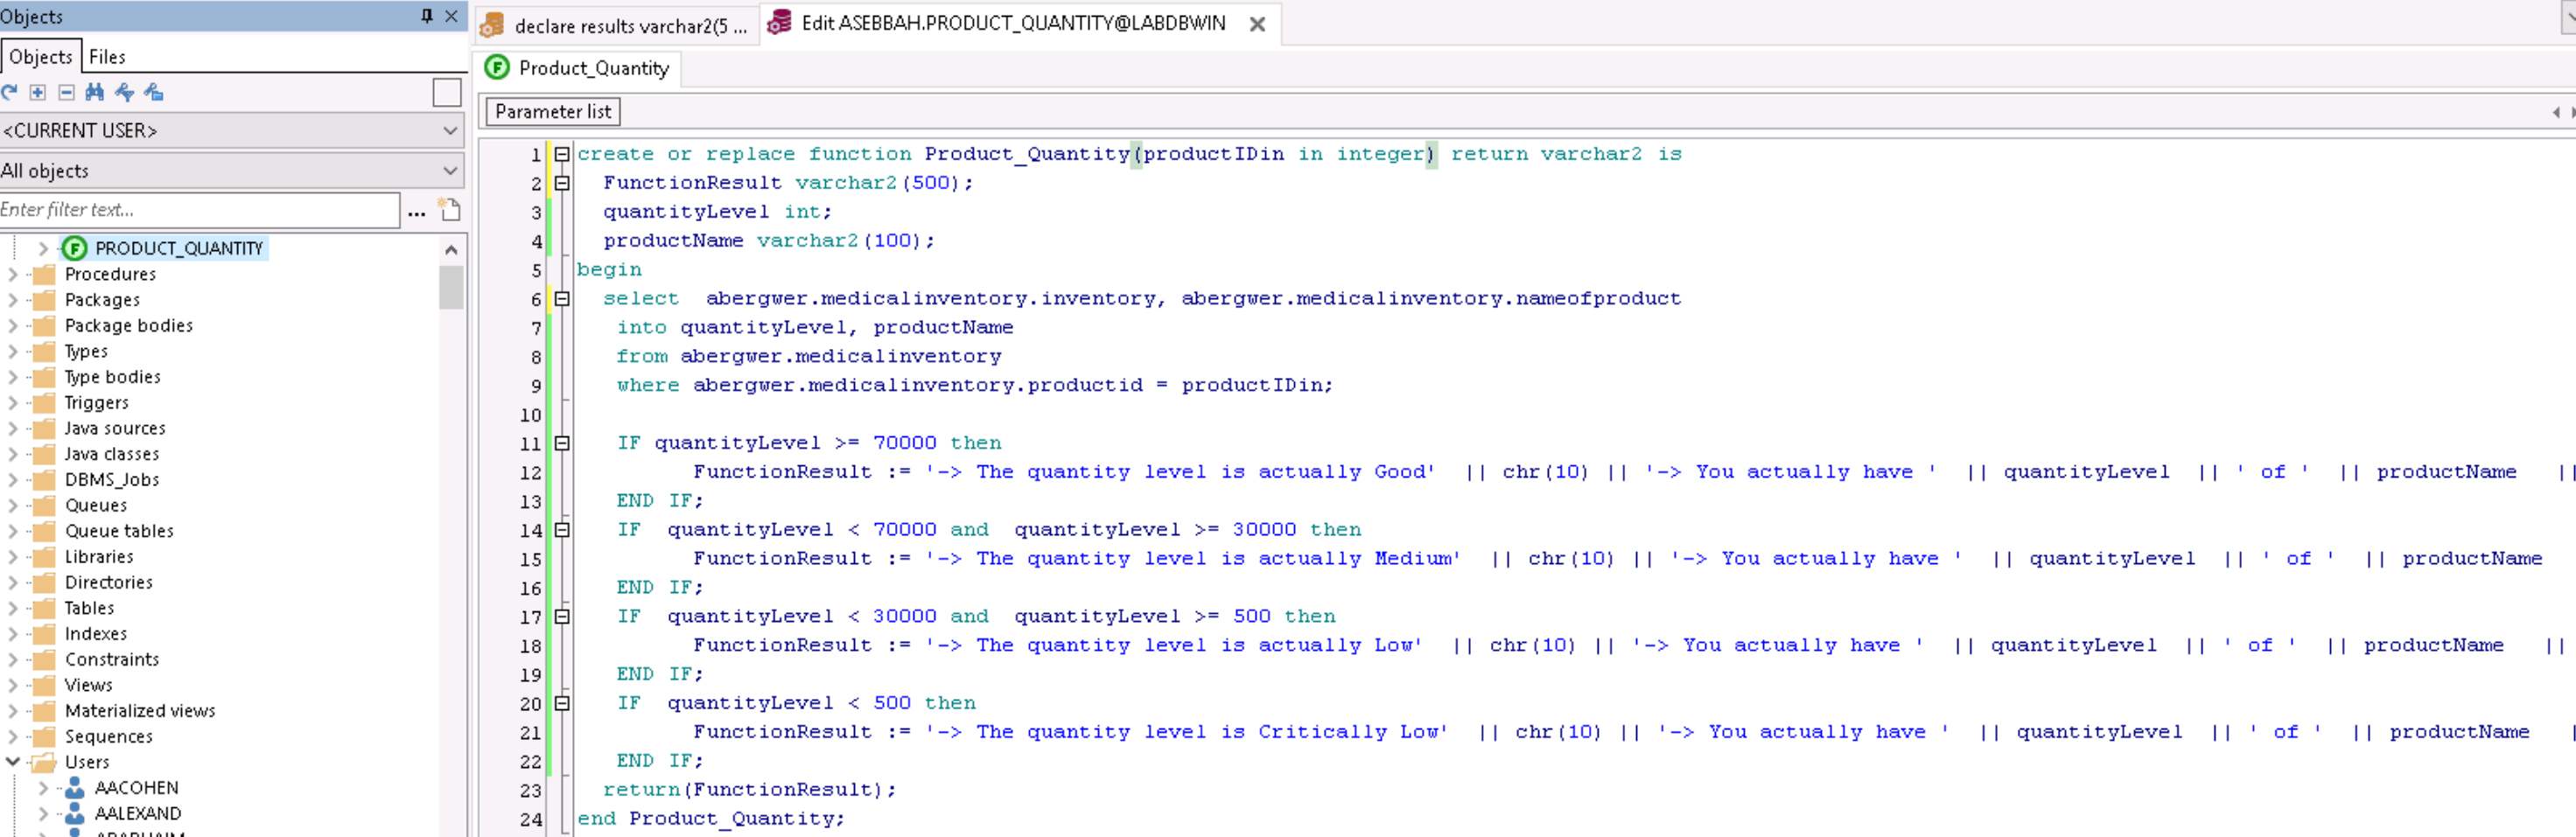 Objects
Objects Files
<CURRENT USER>
All objects
Enter filter text... ...
PRODUCT_QUANTITY
Procedures
Packages
Package bodies
Types
Type bodies
Triggers
Java sources
Java classes
DBMS_Jobs
Queues
Queue tables
Libraries
Directories
Tables
Indexes
Constraints
Views
Materialized views
Sequences
Users
AACOHEN
AALEXAND
declare results varchar2(5 ... Edit ASEBBAH.PRODUCT_QUANTITY@LABDBWIN
F Product_Quantity
Parameter list
1 create or replace function Product_Quantity(productIDin in integer) return varchar2 is
2 FunctionResult varchar2(500);
3 quantityLevel int;
4 productName varchar2(100);
5 begin
6 select abergwer.medicalinventory.inventory, abergwer.medicalinventory.nameofproduct
7 into quantityLevel, productName
8 from abergwer.medicalinventory
9 where abergwer.medicalinventory.productid = productIDin;
10
11 IF quantityLevel >= 70000 then
12 FunctionResult := '-> The quantity level is actually Good' || chr(10) || '-> You actually have ' || quantityLevel || ' of ' || productName ||
13 END IF;
14 IF quantityLevel < 70000 and quantityLevel >= 30000 then
15 FunctionResult := '-> The quantity level is actually Medium' || chr(10) || '-> You actually have ' || quantityLevel || ' of ' || productName
16 END IF;
17 IF quantityLevel < 30000 and quantityLevel >= 500 then
18 FunctionResult := '-> The quantity level is actually Low' || chr(10) || '-> You actually have ' || quantityLevel || ' of ' || productName ||
19 END IF;
20 IF quantityLevel < 500 then
21 FunctionResult := '-> The quantity level is Critically Low' || chr(10) || '-> You actually have ' || quantityLevel || ' of ' || productName |
22 END IF;
23 return(FunctionResult);
24 end Product_Quantity;